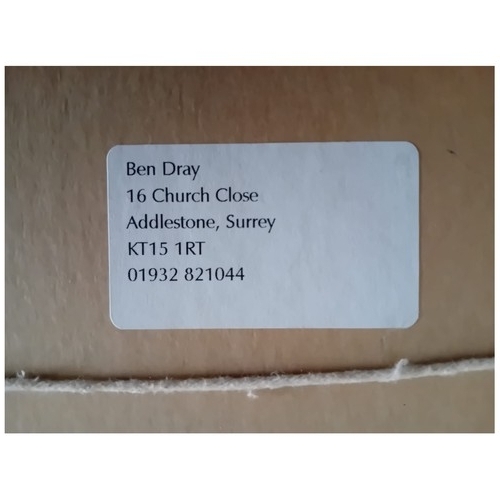 Ben Dray
16 Church Close
Addlestone, Surrey
KT15 1RT
01932 821044